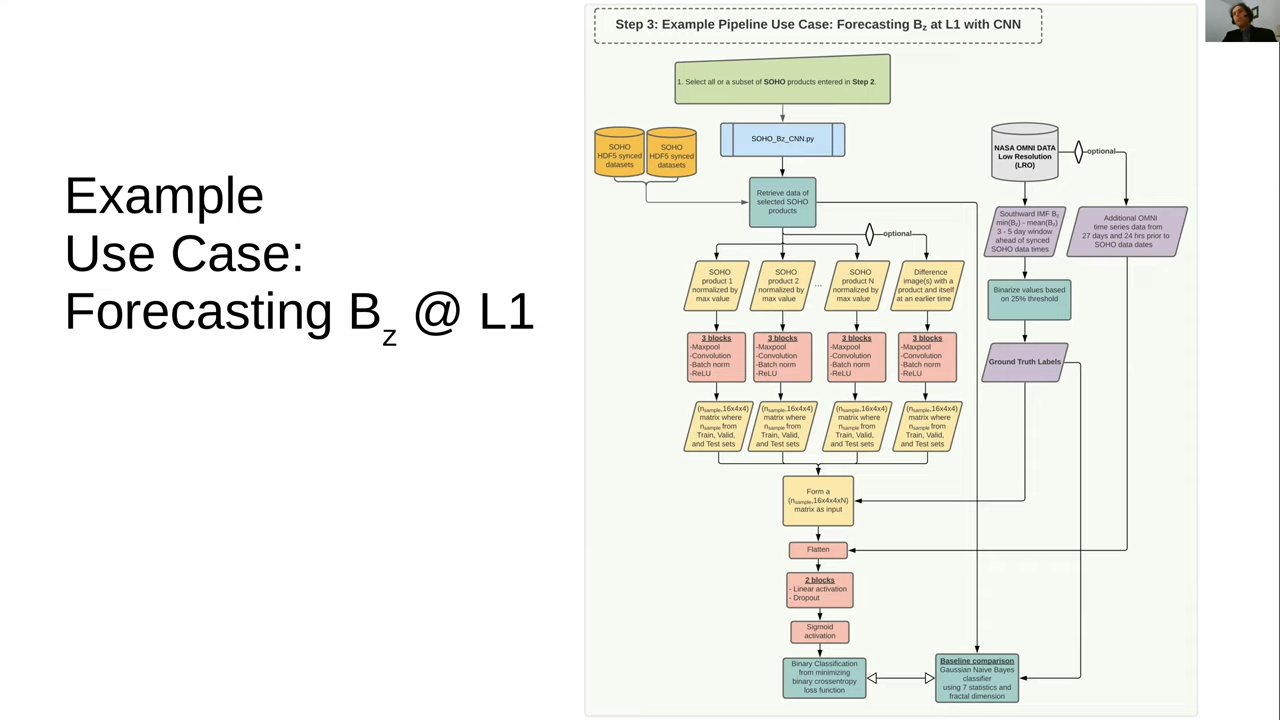 Example
Use Case:
Forecasting Bz @ L1
Step 3: Example Pipeline Use Case: Forecasting Bz at L1 with CNN
1. Select all or a subset of SOHO products entered in Step 2.
SOHO
HDF5 synced
datasets
SOHO
HDF5 synced
datasets
SOHO_Bz_CNN.py
NASA OMNI DATA
Low Resolution
(LRO)
optional
Retrieve data of
selected SOHO
products
Southward IMF Bz
min(Bz) - mean(Bz)
3 - 5 day window
ahead of synced
SOHO data times
Additional OMNI
time series data from
27 days and 24 hrs prior to
SOHO data dates
optional
SOHO
product 1
normalized by
max value
SOHO
product 2
normalized by
max value
...
SOHO
product N
normalized by
max value
Difference
image(s) with a
product and itself
at an earlier time
Binarize values based
on 25% threshold
3 blocks
-Maxpool
-Convolution
-Batch norm
-ReLU
3 blocks
-Maxpool
-Convolution
-Batch norm
-ReLU
3 blocks
-Maxpool
-Convolution
-Batch norm
-ReLU
3 blocks
-Maxpool
-Convolution
-Batch norm
-ReLU
Ground Truth Labels
(nsample,16x4x4)
matrix where
nsample from
Train, Valid,
and Test sets
(nsample,16x4x4)
matrix where
nsample from
Train, Valid,
and Test sets
(nsample,16x4x4)
matrix where
nsample from
Train, Valid,
and Test sets
(nsample,16x4x4)
matrix where
nsample from
Train, Valid,
and Test sets
Form a
(nsample,16x4x4xN)
matrix as input
Flatten
2 blocks
- Linear activation
- Dropout
Sigmoid
activation
Binary Classification
from minimizing
binary crossentropy
loss function
Baseline comparison
Gaussian Naive Bayes
classifier
using 7 statistics and
fractal dimension